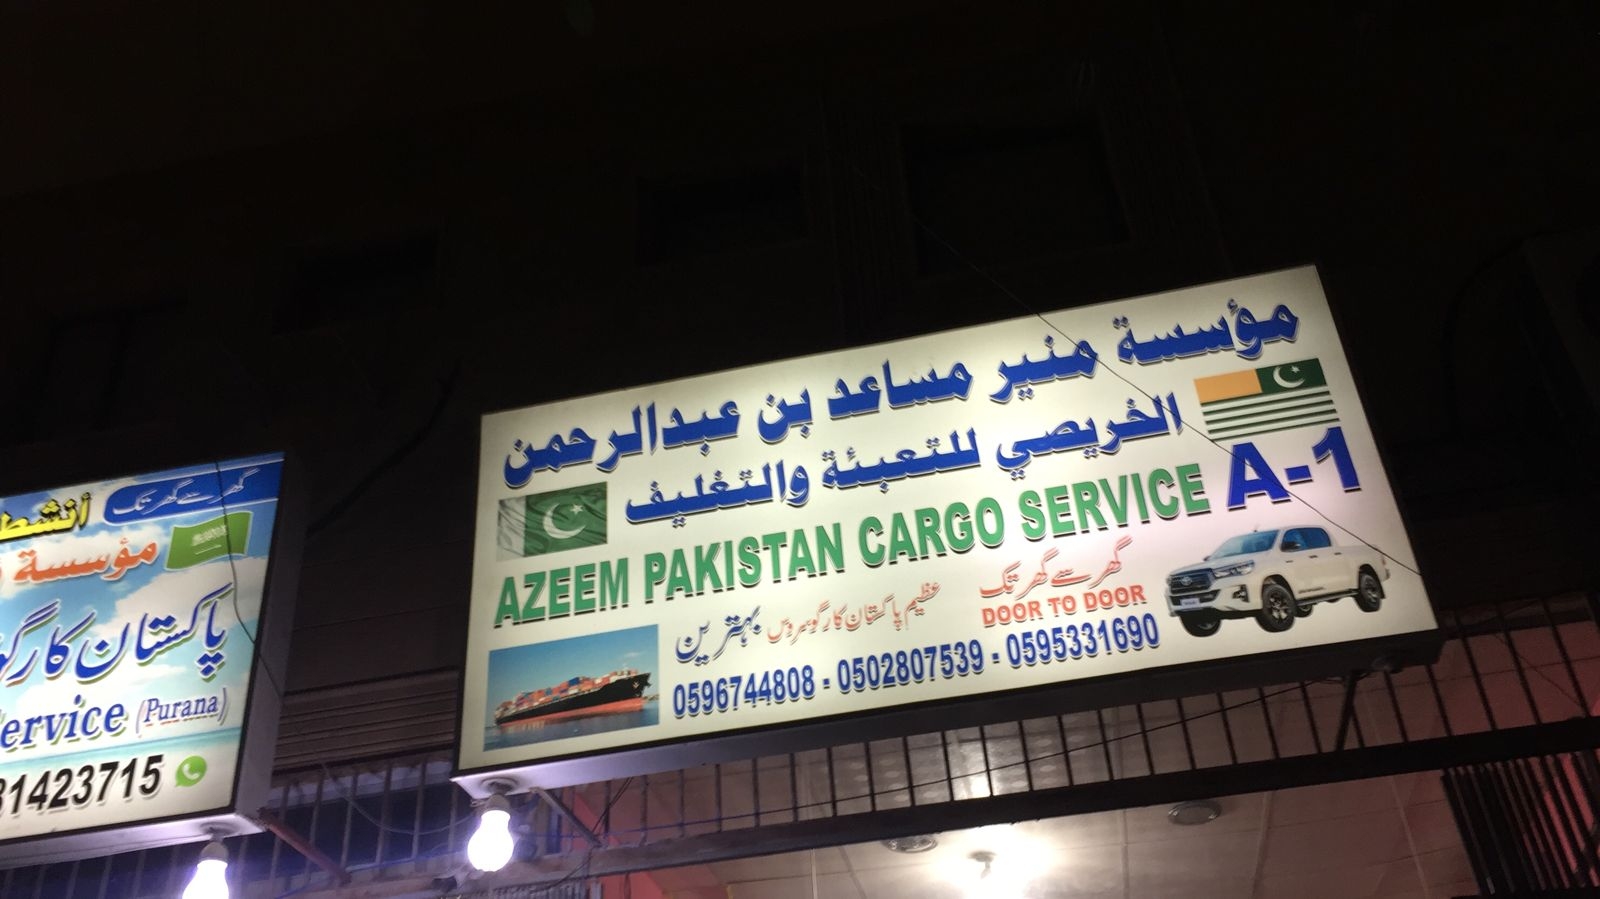 مؤسسة منير مساعد بن عبدالرحمن
الخريصي للتعبئة والتغليف
AZEEM PAKISTAN CARGO SERVICE A-1
بہترین عظیم پاکستان کارگو سروس گھر سے گھر تک
DOOR TO DOOR
0596744808 - 0502807539 - 0595331690
گھر سے گھر تک
مؤسسة
پاکستان کارگو
ervice (Purana)
31423715